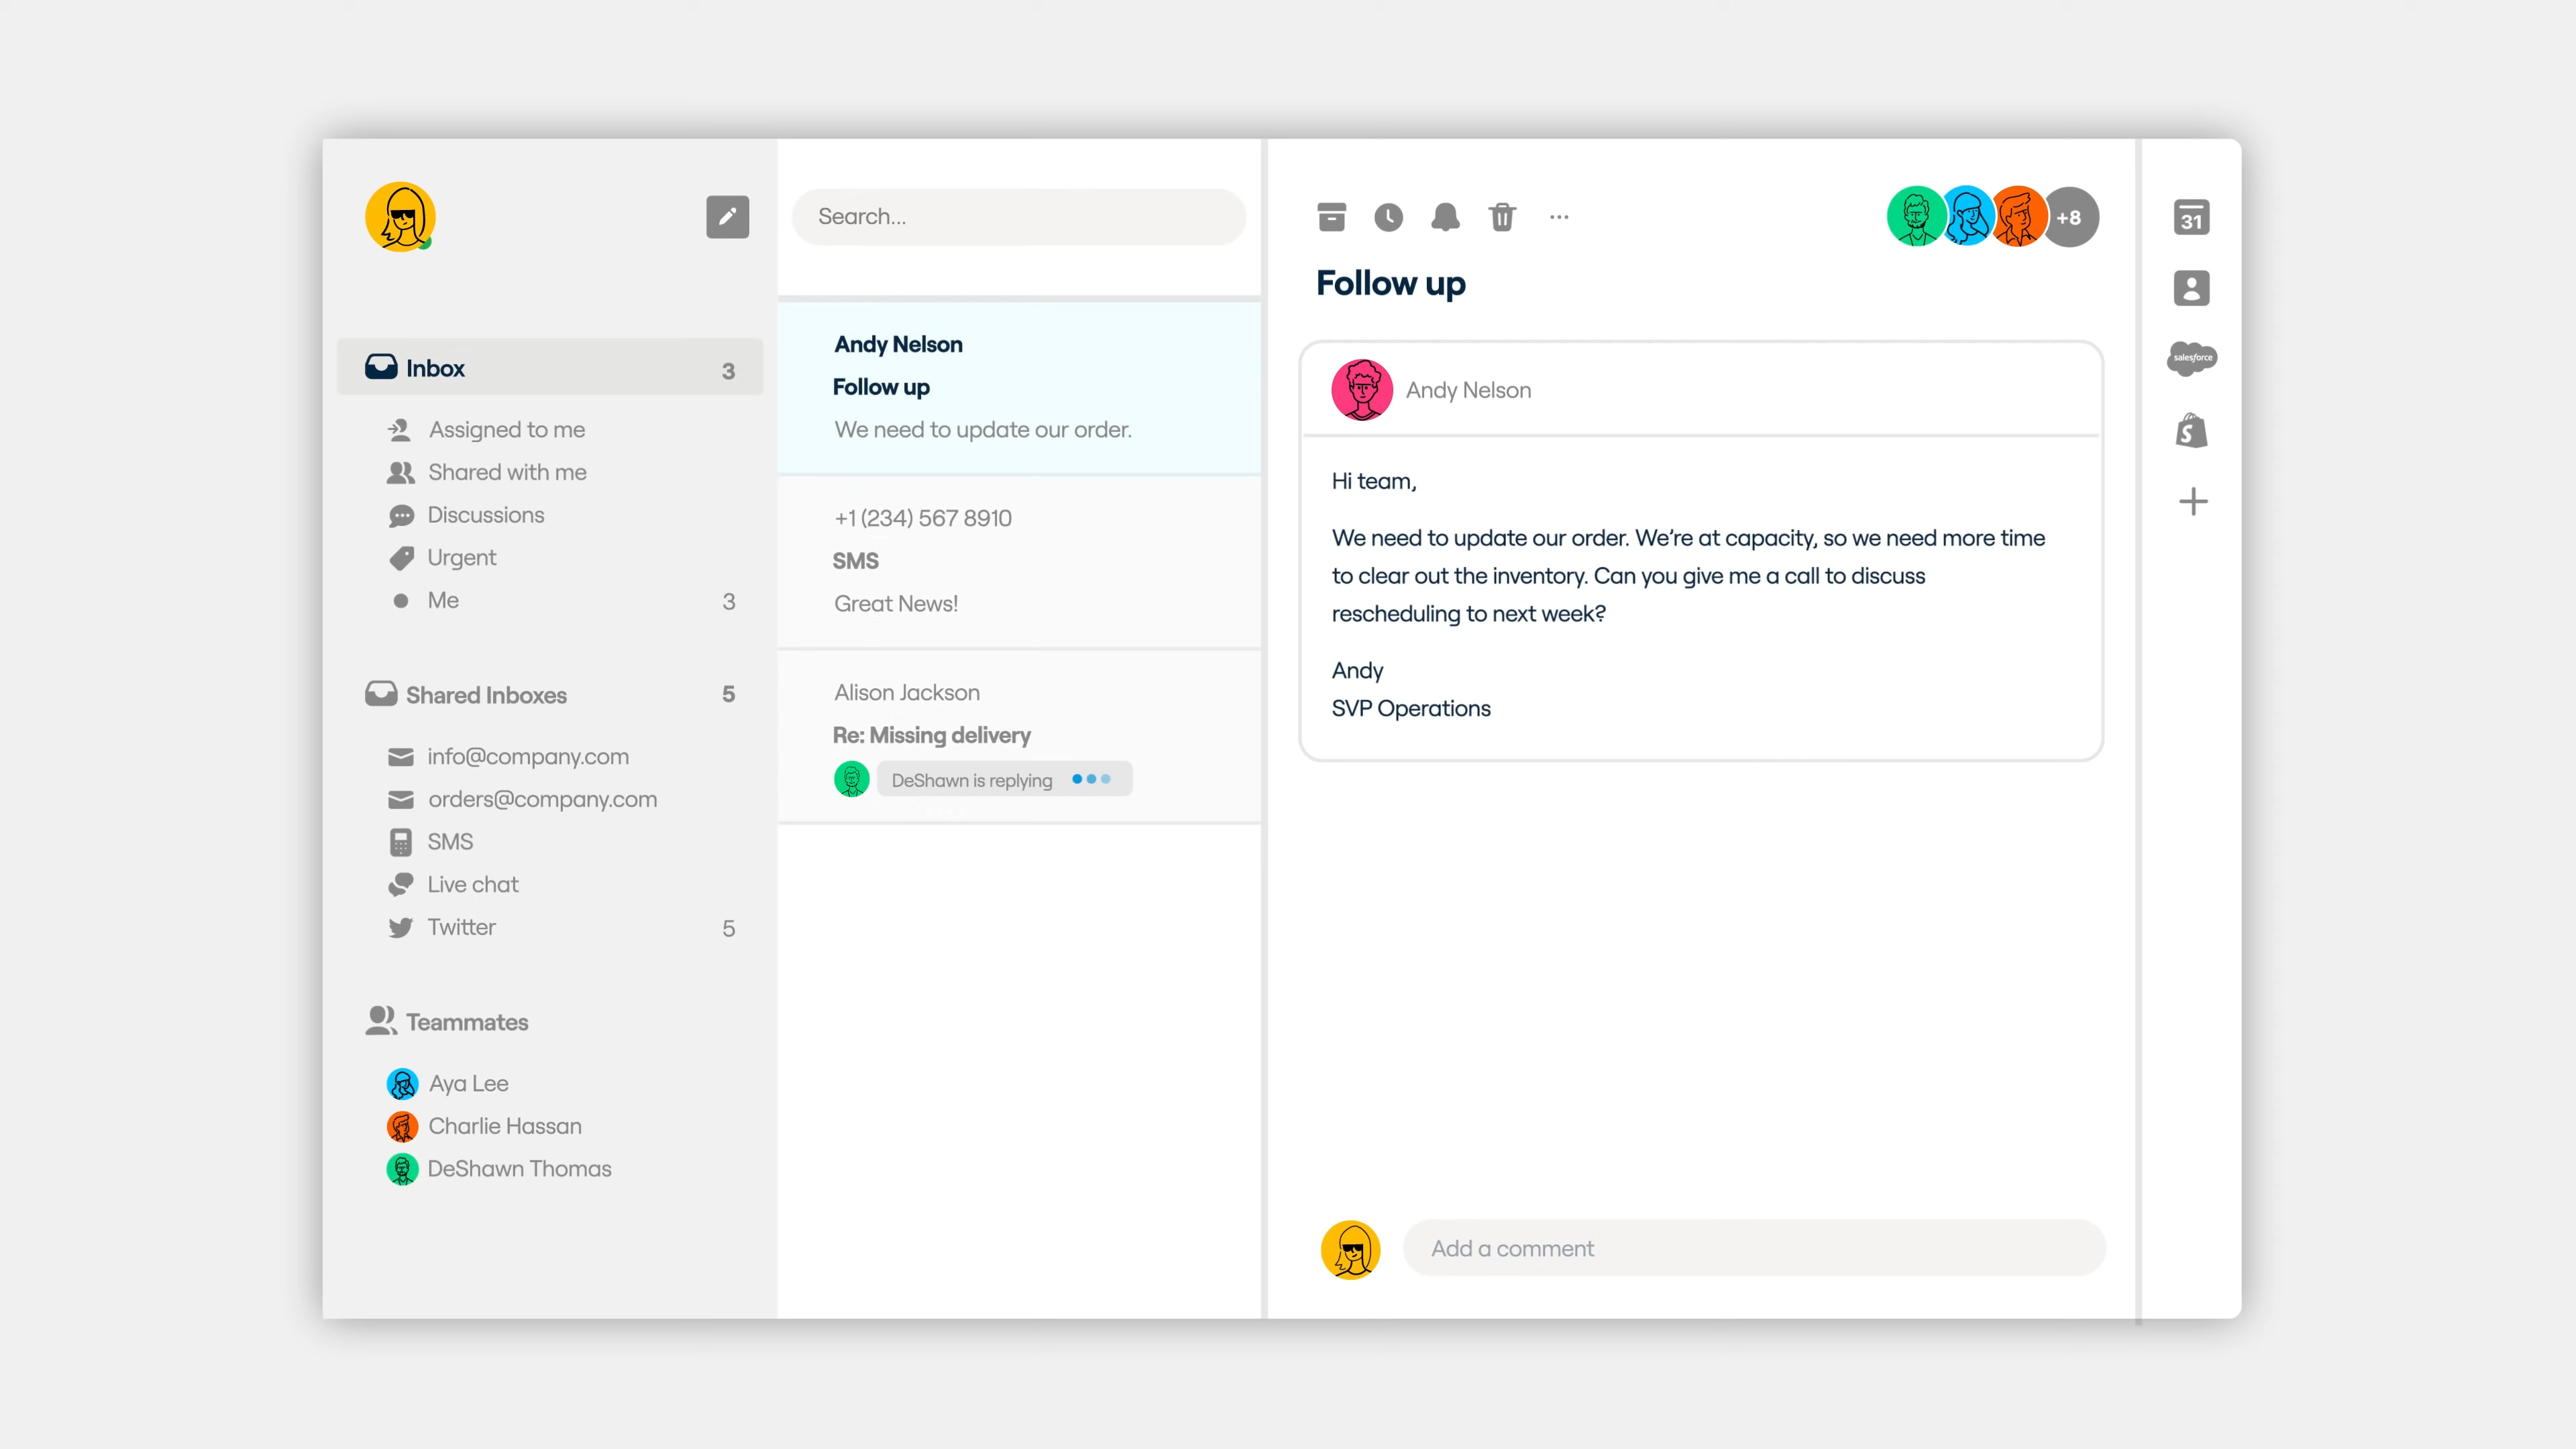 Inbox 3
Assigned to me
Shared with me
Discussions
Urgent
Me 3
Shared Inboxes 5
info@company.com
orders@company.com
SMS
Live chat
Twitter 5
Teammates
Aya Lee
Charlie Hassan
DeShawn Thomas
Search...
Andy Nelson
Follow up
We need to update our order.
+1 (234) 567 8910
SMS
Great News!
Alison Jackson
Re: Missing delivery
DeShawn is replying
+8
Follow up
Andy Nelson
Hi team,
We need to update our order. We’re at capacity, so we need more time
to clear out the inventory. Can you give me a call to discuss
rescheduling to next week?
Andy
SVP Operations
Add a comment
31
salesforce
S